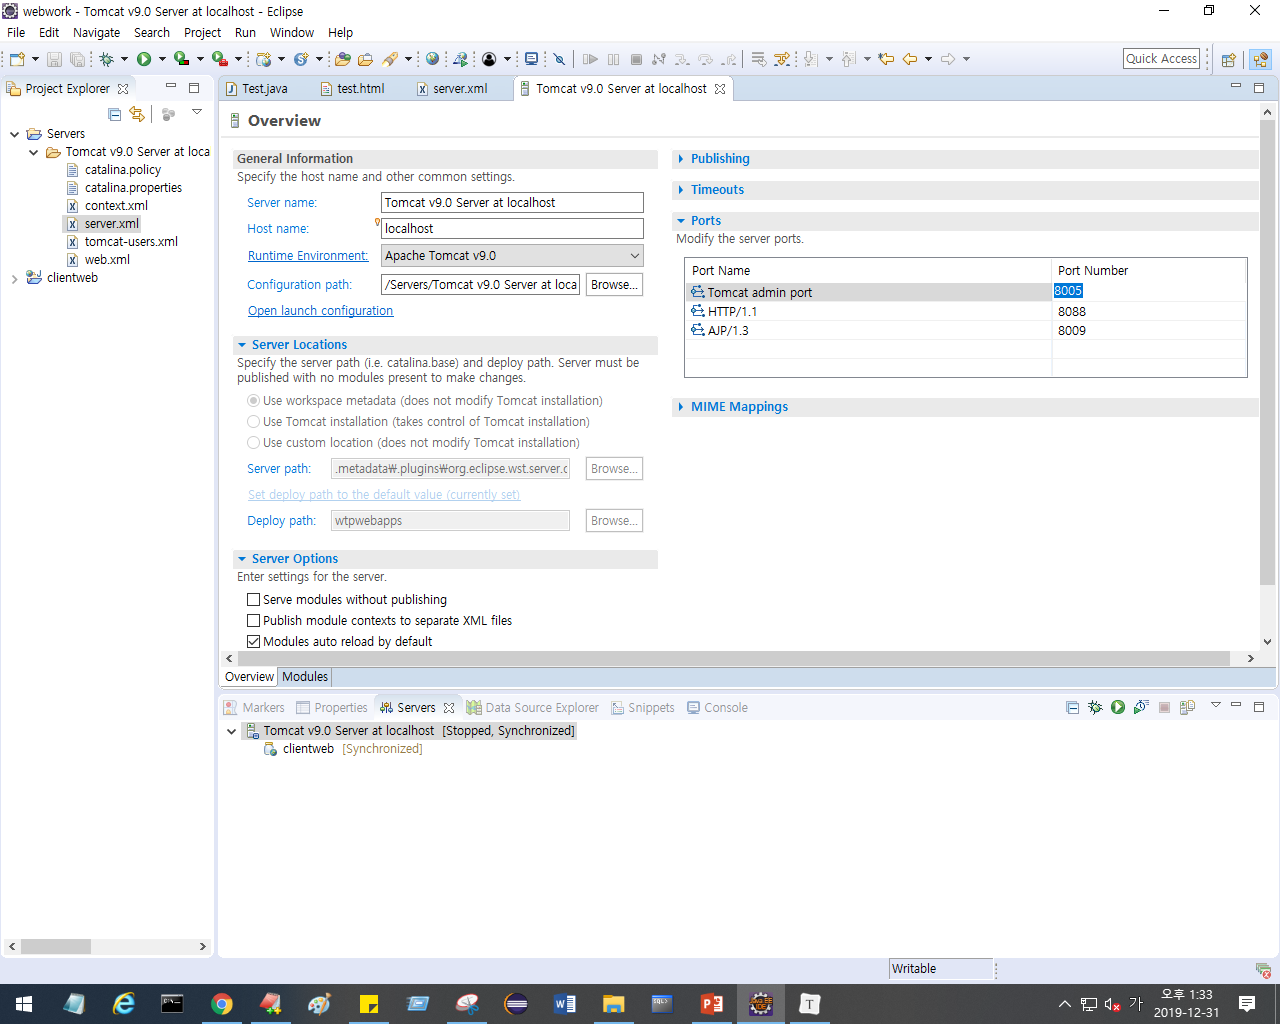 webwork - Tomcat v9.0 Server at localhost - Eclipse
File Edit Navigate Search Project Run Window Help
Quick Access
Project Explorer
Test.java test.html server.xml Tomcat v9.0 Server at localhost
Servers
Tomcat v9.0 Server at loca
catalina.policy
catalina.properties
context.xml
server.xml
tomcat-users.xml
web.xml
clientweb
Overview
General Information
Specify the host name and other common settings.
Server name: Tomcat v9.0 Server at localhost
Host name: localhost
Runtime Environment: Apache Tomcat v9.0
Configuration path: /Servers/Tomcat v9.0 Server at loca Browse...
Open launch configuration
Server Locations
Specify the server path (i.e. catalina.base) and deploy path. Server must be
published with no modules present to make changes.
Use workspace metadata (does not modify Tomcat installation)
Use Tomcat installation (takes control of Tomcat installation)
Use custom location (does not modify Tomcat installation)
Server path: .metadata₩.plugins₩org.eclipse.wst.server.c Browse...
Set deploy path to the default value (currently set)
Deploy path: wtpwebapps Browse...
Server Options
Enter settings for the server.
Serve modules without publishing
Publish module contexts to separate XML files
Modules auto reload by default
Publishing
Timeouts
Ports
Modify the server ports.
Port Name Port Number
Tomcat admin port 8005
HTTP/1.1 8088
AJP/1.3 8009
MIME Mappings
Overview Modules
Markers Properties Servers Data Source Explorer Snippets Console
Tomcat v9.0 Server at localhost [Stopped, Synchronized]
clientweb [Synchronized]
Writable
가 오후 1:33
2019-12-31